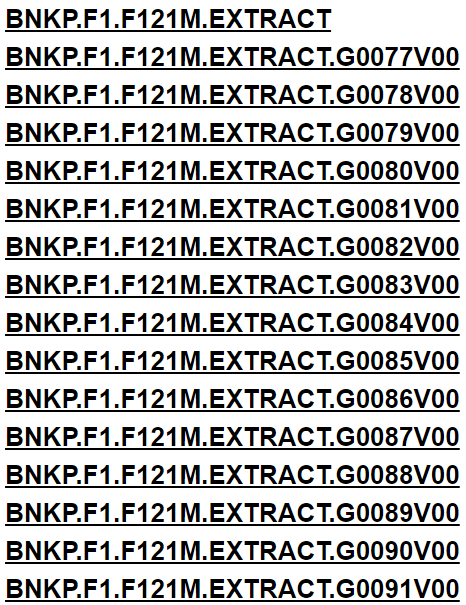 BNKP.F1.F121M.EXTRACT
BNKP.F1.F121M.EXTRACT.G0077V00
BNKP.F1.F121M.EXTRACT.G0078V00
BNKP.F1.F121M.EXTRACT.G0079V00
BNKP.F1.F121M.EXTRACT.G0080V00
BNKP.F1.F121M.EXTRACT.G0081V00
BNKP.F1.F121M.EXTRACT.G0082V00
BNKP.F1.F121M.EXTRACT.G0083V00
BNKP.F1.F121M.EXTRACT.G0084V00
BNKP.F1.F121M.EXTRACT.G0085V00
BNKP.F1.F121M.EXTRACT.G0086V00
BNKP.F1.F121M.EXTRACT.G0087V00
BNKP.F1.F121M.EXTRACT.G0088V00
BNKP.F1.F121M.EXTRACT.G0089V00
BNKP.F1.F121M.EXTRACT.G0090V00
BNKP.F1.F121M.EXTRACT.G0091V00